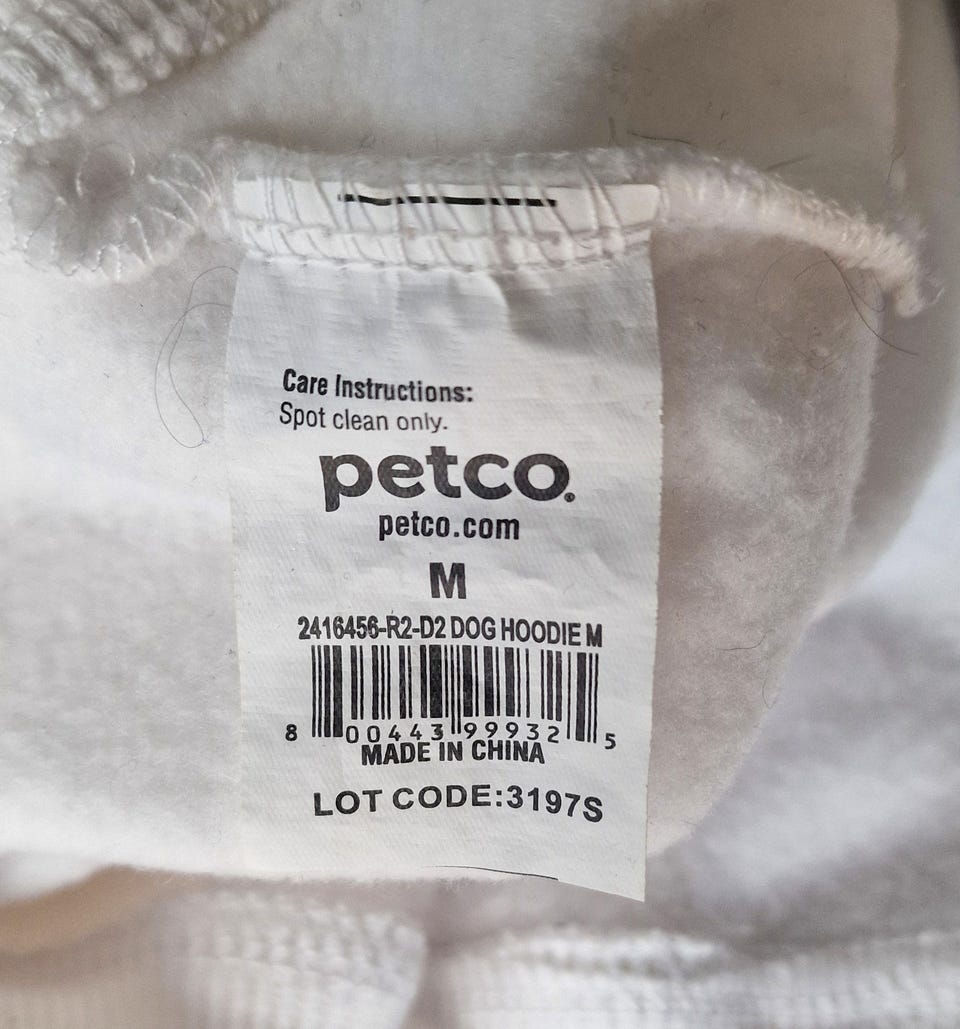 Care Instructions:
Spot clean only.
petco®
petco.com
M
2416456-R2-D2 DOG HOODIE M
8 00443 99932 5
MADE IN CHINA
LOT CODE:3197S